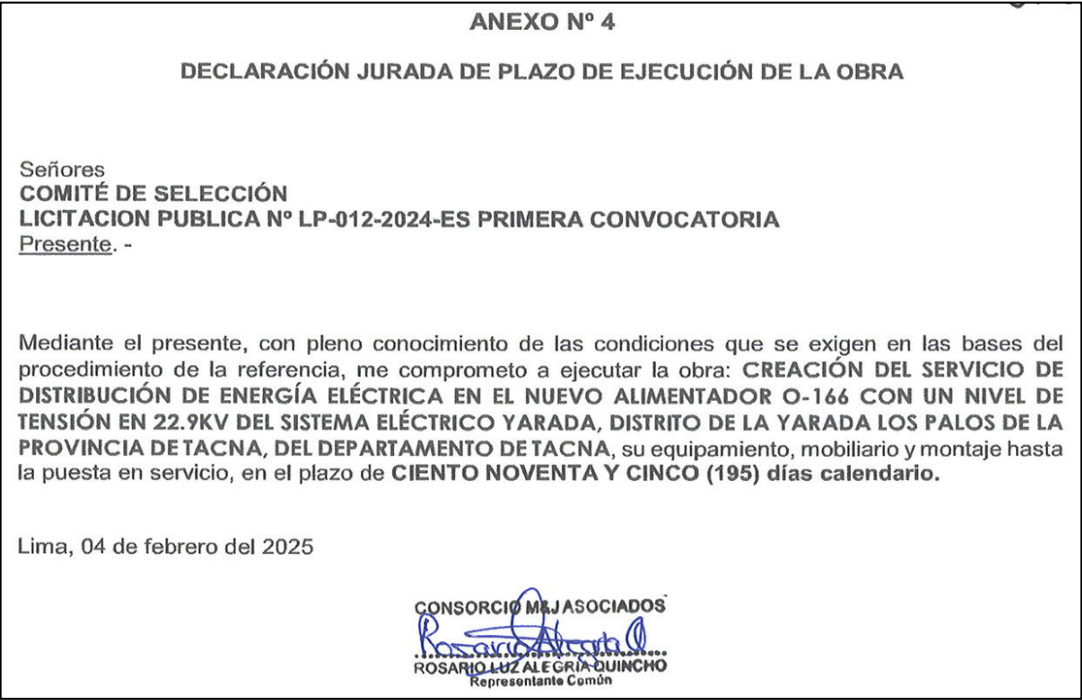 ANEXO Nº 4
DECLARACIÓN JURADA DE PLAZO DE EJECUCIÓN DE LA OBRA
Señores
COMITÉ DE SELECCIÓN
LICITACION PUBLICA Nº LP-012-2024-ES PRIMERA CONVOCATORIA
Presente. -
Mediante el presente, con pleno conocimiento de las condiciones que se exigen en las bases del
procedimiento de la referencia, me comprometo a ejecutar la obra: CREACIÓN DEL SERVICIO DE
DISTRIBUCIÓN DE ENERGÍA ELÉCTRICA EN EL NUEVO ALIMENTADOR O-166 CON UN NIVEL DE
TENSIÓN EN 22.9KV DEL SISTEMA ELÉCTRICO YARADA, DISTRITO DE LA YARADA LOS PALOS DE LA
PROVINCIA DE TACNA, DEL DEPARTAMENTO DE TACNA, su equipamiento, mobiliario y montaje hasta
la puesta en servicio, en el plazo de CIENTO NOVENTA Y CINCO (195) días calendario.
Lima, 04 de febrero del 2025
CONSORCIO M&J ASOCIADOS
Rosario Alegria Q
ROSARIO LUZ ALEGRIA QUINCHO
Representante Común